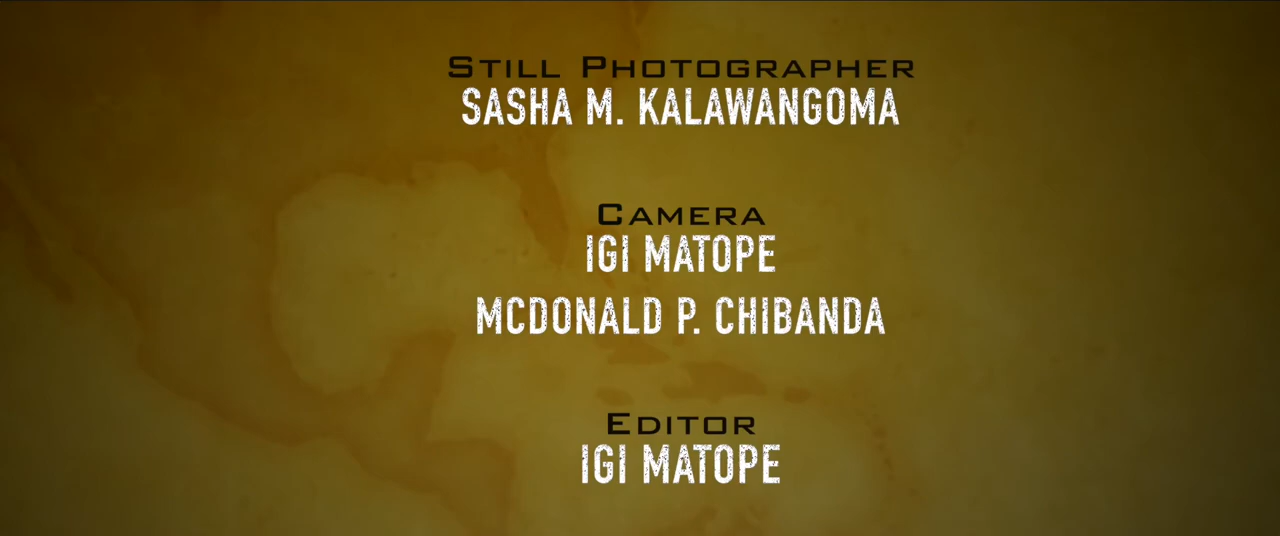 Still Photographer
SASHA M. KALAWANGOMA
Camera
IGI MATOPE
MCDONALD P. CHIBANDA
Editor
IGI MATOPE